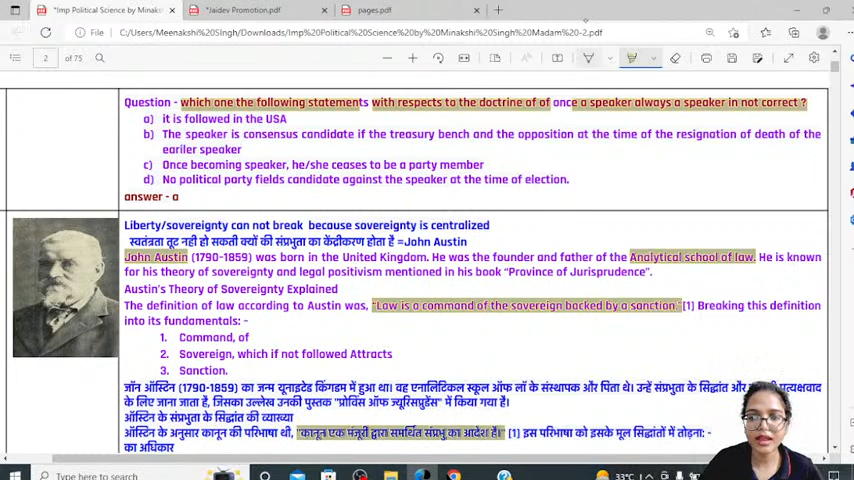 *Imp Political Science by Minaksh
*Jaidev Promotion.pdf
pages.pdf
C:/Users/Meenakshi%20Singh/Downloads/Imp%20Political%20Science%20by%20Minakshi%20Singh%20Madam%20-2.pdf
2 of 75
Question - which one the following statements with respects to the doctrine of of once a speaker always a speaker in not correct ?
a) it is followed in the USA
b) The speaker is consensus candidate if the treasury bench and the opposition at the time of the resignation of death of the
eariler speaker
c) Once becoming speaker, he/she ceases to be a party member
d) No political party fields candidate against the speaker at the time of election.
answer - a
Liberty/sovereignty can not break because sovereignty is centralized
स्वतंत्रता टूट नही हो सकती क्यों की संप्रभुता का केंद्रीकरण होता है =John Austin
John Austin (1790-1859) was born in the United Kingdom. He was the founder and father of the Analytical school of law. He is known
for his theory of sovereignty and legal positivism mentioned in his book “Province of Jurisprudence”.
Austin's Theory of Sovereignty Explained
The definition of law according to Austin was, “Law is a command of the sovereign backed by a sanction.”[1] Breaking this definition
into its fundamentals: -
1. Command, of
2. Sovereign, which if not followed Attracts
3. Sanction.
जॉन ऑस्टिन (1790-1859) का जन्म यूनाइटेड किंगडम में हुआ था। वह एनालिटिकल स्कूल ऑफ लॉ के संस्थापक और पिता थे। उन्हें संप्रभुता के सिद्धांत और
के लिए जाना जाता है, जिसका उल्लेख उनकी पुस्तक "प्रोविंस ऑफ ज्यूरिसप्रुडेंस" में किया गया है।
ऑस्टिन के संप्रभुता के सिद्धांत की व्याख्या
ऑस्टिन के अनुसार कानून की परिभाषा थी, "कानून एक मंजूरी द्वारा समर्थित संप्रभु का आदेश है।" [1] इस परिभाषा को इसके मूल सिद्धांतों में तोड़ना: -
का अधिकार
Type here to search
33°C